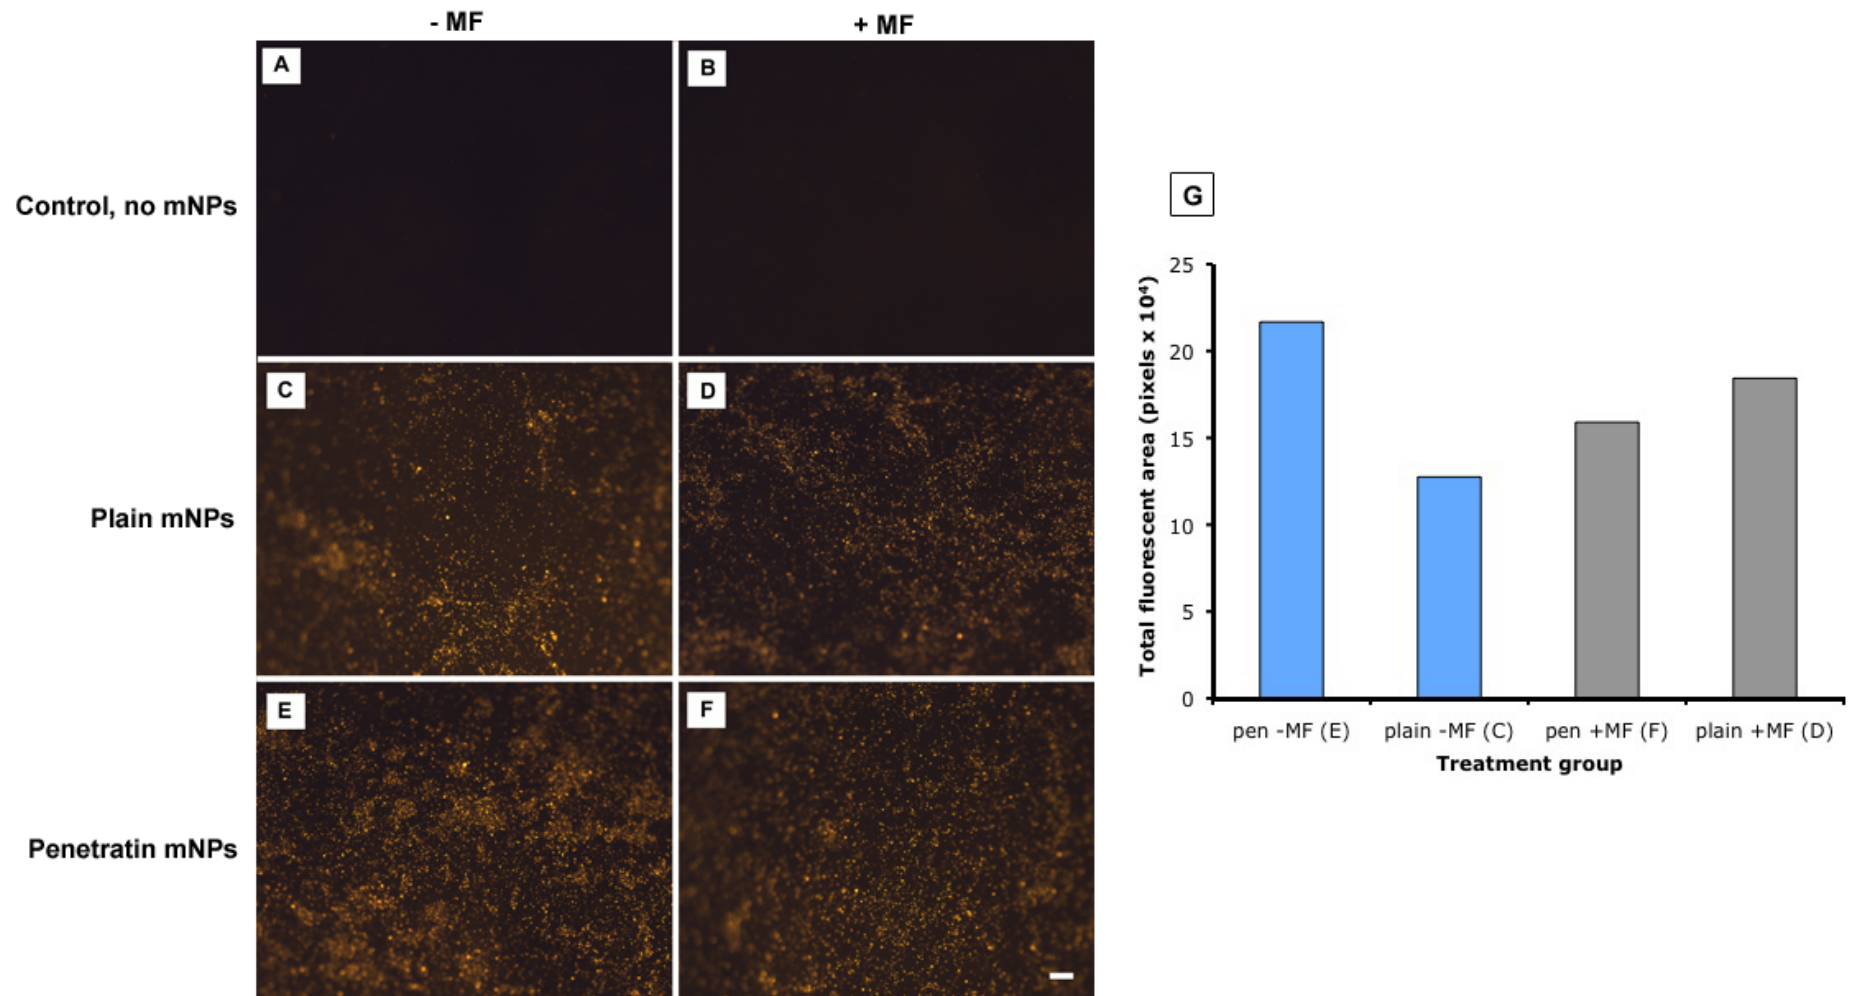 - MF
+ MF
A
B
Control, no mNPs
C
D
Plain mNPs
E
F
Penetratin mNPs
G
Total fluorescent area (pixels x 10⁴)
25
20
15
10
5
0
pen -MF (E)
plain -MF (C)
pen +MF (F)
plain +MF (D)
Treatment group